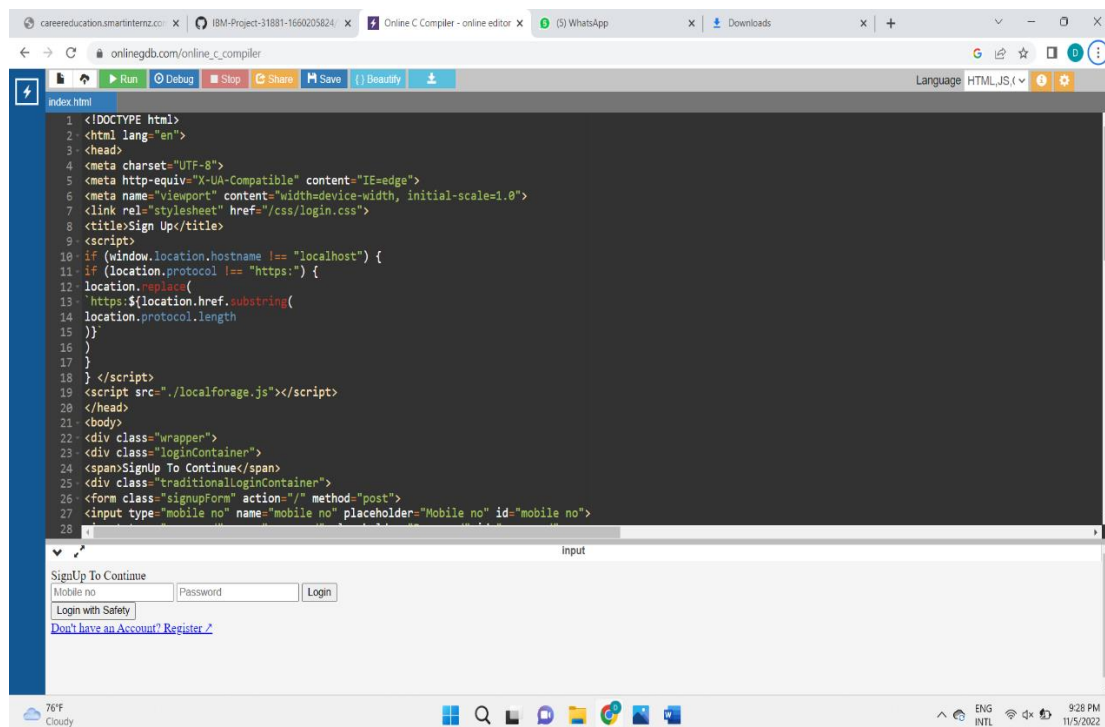 careereducation.smartinternz.co
IBM-Project-31881-1660205824/
Online C Compiler - online editor
(5) WhatsApp
Downloads
onlinegdb.com/online_c_compiler
D
Run Debug Stop Share Save {} Beautify
Language HTML,JS,(
index.html
1 <!DOCTYPE html>
2 <html lang="en">
3 <head>
4 <meta charset="UTF-8">
5 <meta http-equiv="X-UA-Compatible" content="IE=edge">
6 <meta name="viewport" content="width=device-width, initial-scale=1.0">
7 <link rel="stylesheet" href="/css/login.css">
8 <title>Sign Up</title>
9 <script>
10 if (window.location.hostname !== "localhost") {
11 if (location.protocol !== "https:") {
12 location.replace(
13 `https:${location.href.substring(
14 location.protocol.length
15 )}`
16 )
17 }
18 } </script>
19 <script src="./localforage.js"></script>
20 </head>
21 <body>
22 <div class="wrapper">
23 <div class="loginContainer">
24 <span>SignUp To Continue</span>
25 <div class="traditionalLoginContainer">
26 <form class="signupForm" action="/" method="post">
27 <input type="mobile no" name="mobile no" placeholder="Mobile no" id="mobile no">
28
input
SignUp To Continue
Mobile no Password Login
Login with Safety
Don't have an Account? Register ↗
76°F
Cloudy
ENG
INTL
9:28 PM
11/5/2022